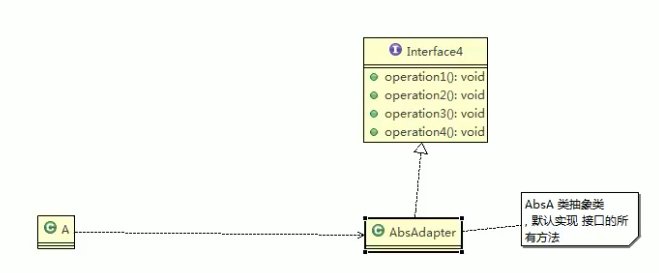 Interface4
operation1(): void
operation2(): void
operation3(): void
operation4(): void
A
AbsAdapter
AbsA 类抽象类
, 默认实现 接口的所
有方法